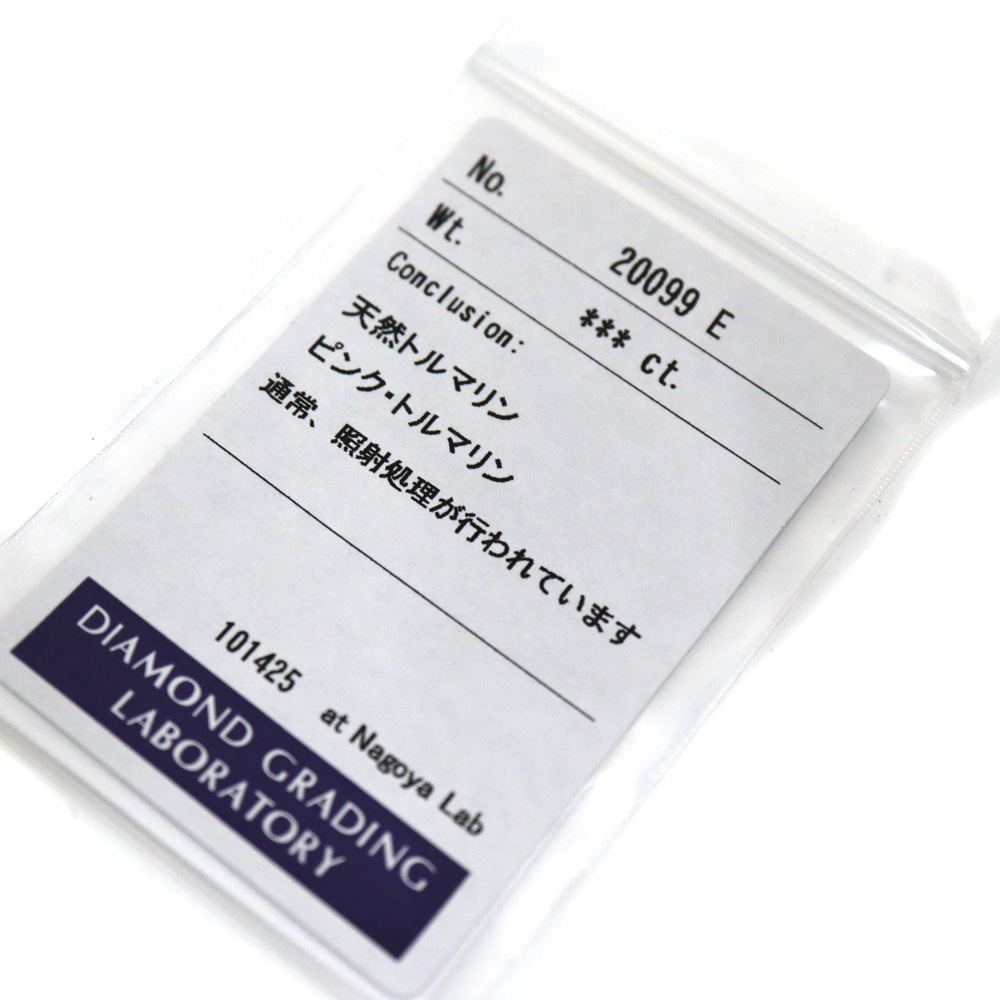 No. 20099 E
Wt. *** ct.
Conclusion:
天然トルマリン
ピンク・トルマリン
通常、照射処理が行われています
101425 at Nagoya Lab
DIAMOND GRADING
LABORATORY